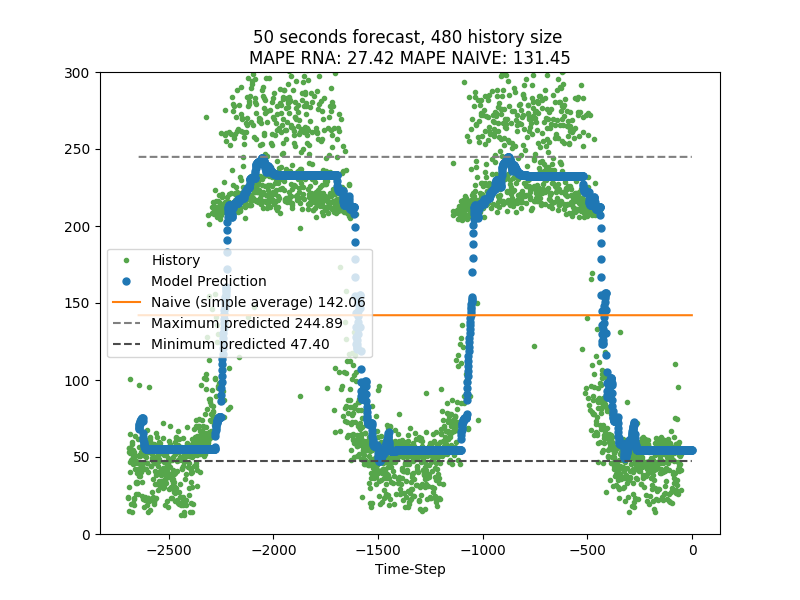 50 seconds forecast, 480 history size
MAPE RNA: 27.42 MAPE NAIVE: 131.45
300
250
200
150
100
50
0
History
Model Prediction
Naive (simple average) 142.06
Maximum predicted 244.89
Minimum predicted 47.40
−2500
−2000
−1500
−1000
−500
0
Time-Step